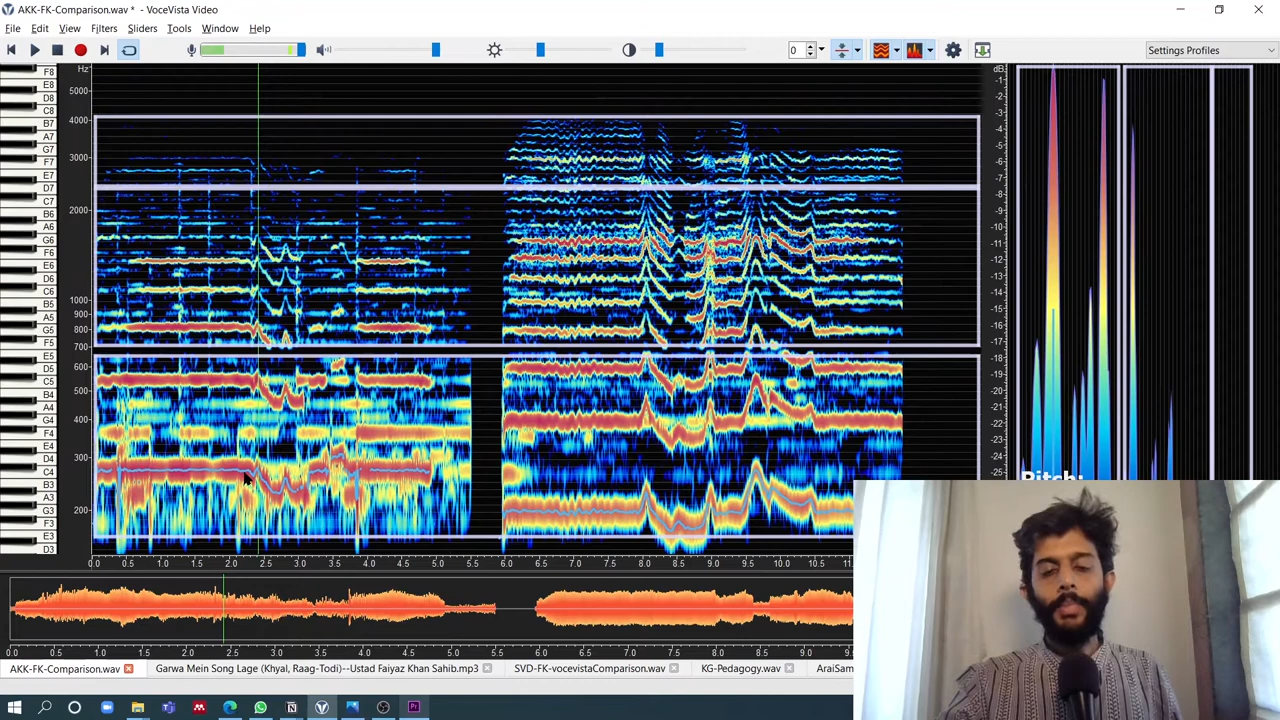 AKK-FK-Comparison.wav * - VoceVista Video
File Edit View Filters Sliders Tools Window Help
0
Settings Profiles
Hz
5000
4000
3000
2000
1000
900
800
700
600
500
400
300
200
F8
E8
D8
C8
B7
A7
G7
F7
E7
D7
C7
B6
A6
G6
F6
E6
D6
C6
B5
A5
G5
F5
E5
D5
C5
B4
A4
G4
F4
E4
D4
C4
B3
A3
G3
F3
E3
D3
dB
-1
-2
-3
-4
-5
-6
-7
-8
-9
-10
-11
-12
-13
-14
-15
-16
-17
-18
-19
-20
-21
-22
-23
-24
-25
Pitch:
0.0 0.5 1.0 1.5 2.0 2.5 3.0 3.5 4.0 4.5 5.0 5.5 6.0 6.5 7.0 7.5 8.0 8.5 9.0 9.5 10.0 10.5
0.0 0.5 1.0 1.5 2.0 2.5 3.0 3.5 4.0 4.5 5.0 5.5 6.0 6.5 7.0 7.5 8.0 8.5 9.0
AKK-FK-Comparison.wav
Garwa Mein Song Lage (Khyal, Raag-Todi)--Ustad Faiyaz Khan Sahib.mp3
SVD-FK-vocevistaComparison.wav
KG-Pedagogy.wav
AraiSam